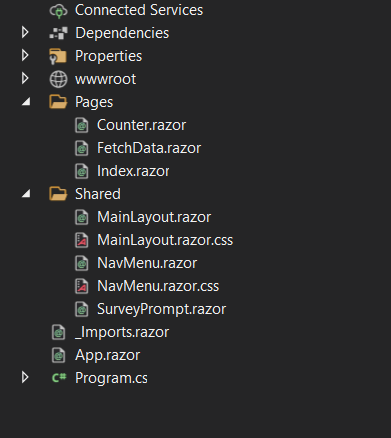 Connected Services
Dependencies
Properties
wwwroot
Pages
Counter.razor
FetchData.razor
Index.razor
Shared
MainLayout.razor
MainLayout.razor.css
NavMenu.razor
NavMenu.razor.css
SurveyPrompt.razor
_Imports.razor
App.razor
C# Program.cs